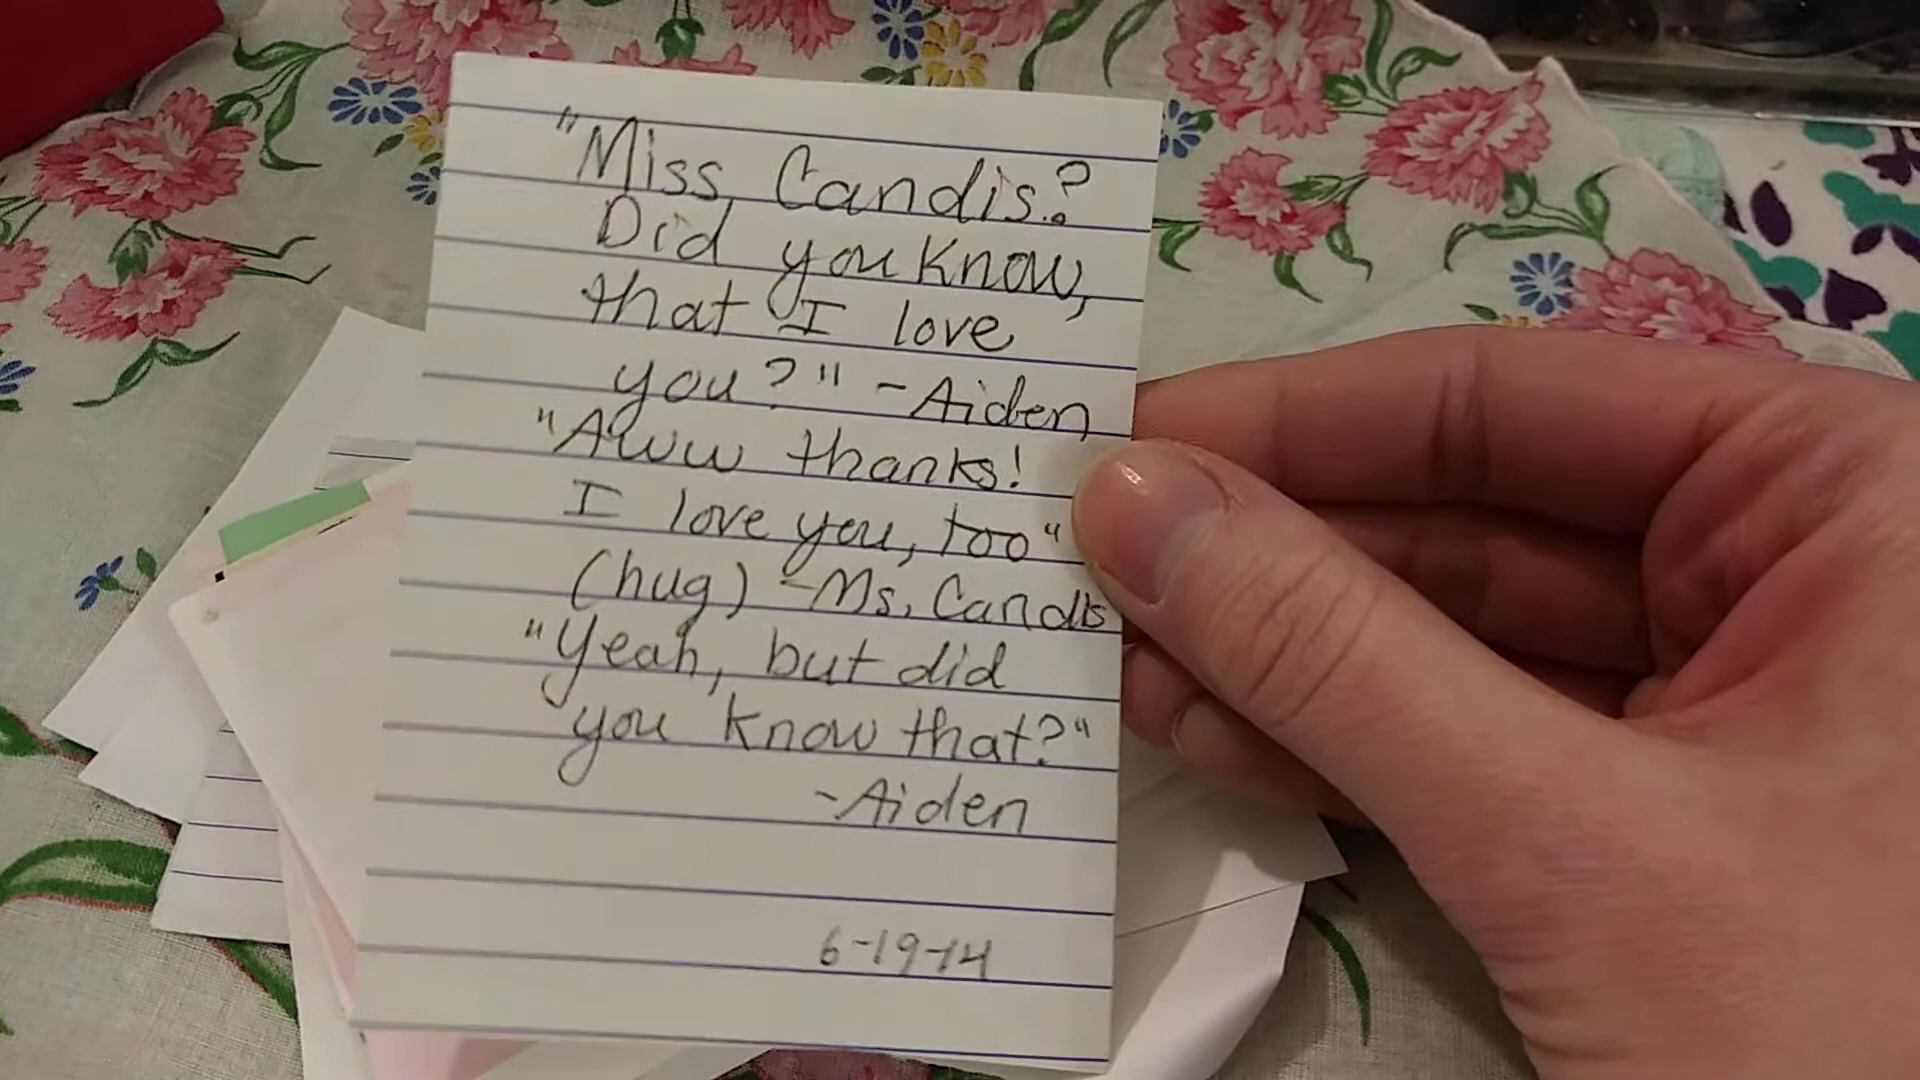 "Miss Candis?
Did you know,
that I love
you?" -Aiden
"Aww thanks!
I love you, too"
(hug) -Ms. Candis
"Yeah, but did
you know that?"
-Aiden
6-19-14